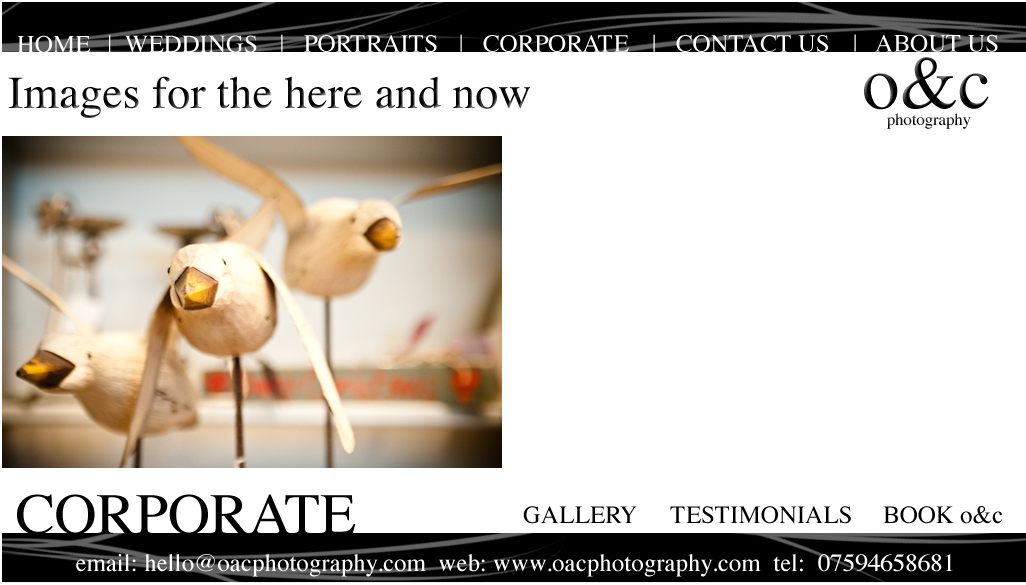 HOME | WEDDINGS | PORTRAITS | CORPORATE | CONTACT US | ABOUT US
Images for the here and now
o&c
photography
CORPORATE
GALLERY TESTIMONIALS BOOK o&c
email: hello@oacphotography.com web: www.oacphotography.com tel: 07594658681